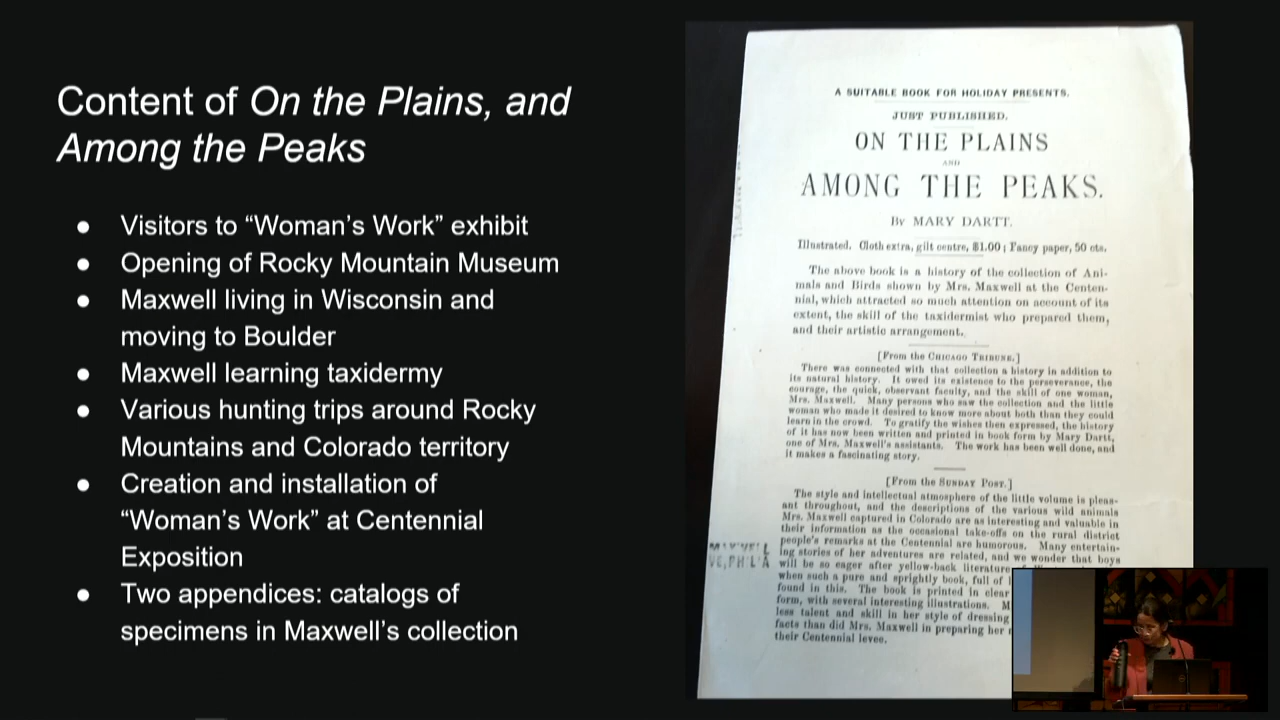 Content of On the Plains, and
Among the Peaks
● Visitors to “Woman’s Work” exhibit
● Opening of Rocky Mountain Museum
● Maxwell living in Wisconsin and
moving to Boulder
● Maxwell learning taxidermy
● Various hunting trips around Rocky
Mountains and Colorado territory
● Creation and installation of
“Woman’s Work” at Centennial
Exposition
● Two appendices: catalogs of
specimens in Maxwell’s collection
A SUITABLE BOOK FOR HOLIDAY PRESENTS.
JUST PUBLISHED.
ON THE PLAINS
AND
AMONG THE PEAKS.
By MARY DARTT.
Illustrated. Cloth extra, gilt centre, $1.00; Fancy paper, 50 cts.
The above book is a history of the collection of Ani-
mals and Birds shown by Mrs. Maxwell at the Centen-
nial, which attracted so much attention on account of its
extent, the skill of the taxidermist who prepared them,
and their artistic arrangement.
[From the CHICAGO TRIBUNE.]
There was connected with that collection a history in addition to
its natural history. It owed its existence to the perseverance, the
courage, the quick, observant faculty, and the skill of one woman,
Mrs. Maxwell. Many persons who saw the collection and the little
woman who made it desired to know more about both than they could
learn in the crowd. To gratify the wishes then expressed, the history
of it has now been written and printed in book form by Mary Dartt,
one of Mrs. Maxwell's assistants. The work has been well done, and
it makes a fascinating story.
[From the SUNDAY POST.]
The style and intellectual atmosphere of the little volume is pleas-
ant throughout, and the descriptions of the various wild animals
Mrs. Maxwell captured in Colorado are as interesting and valuable in
their information as the occasional take-offs on the rural district
people's remarks at the Centennial are humorous. Many entertain-
ing stories of her adventures are related, and we wonder that boys
will be so eager after yellow-back literature
when such a pure and sprightly book, full of
found in this. The book is printed in clear
form, with several interesting illustrations. M
less talent and skill in her style of dressing
facts than did Mrs. Maxwell in preparing her
their Centennial levee.
MAXWELL